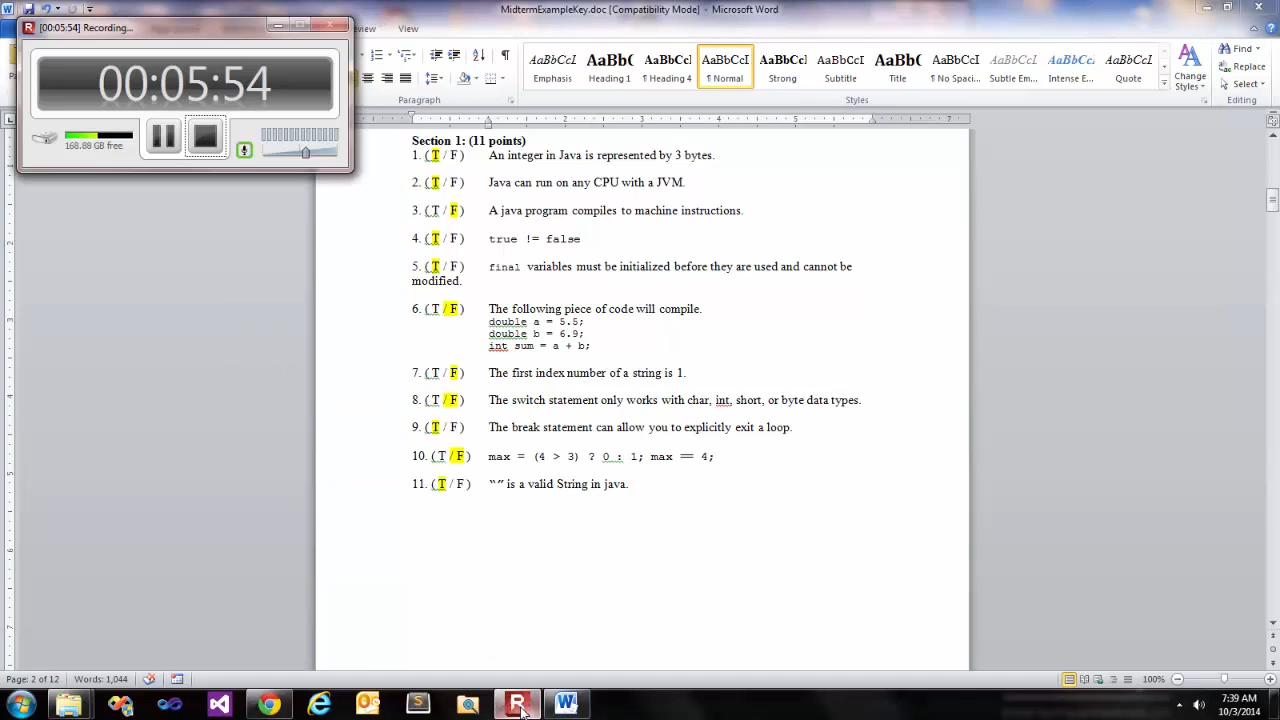 MidtermExampleKey.doc [Compatibility Mode] - Microsoft Word
[00:05:54] Recording...
00:05:54
168.88 GB free
View
AaBbCcI AaBb( AaBbCcI AaBbCcI AaBbCc AaBbCcI AaBb( AaBbCcI AaBbCcI AaBbCcI AaBbCcI
Emphasis Heading 1 ¶ Heading 4 ¶ Normal Strong Subtitle Title ¶ No Spaci... Subtle Em... Intense E... Quote
Change
Styles
Find
Replace
Select
Paragraph
Styles
Editing
2 3 4 5 7
Section 1: (11 points)
1. ( T / F ) An integer in Java is represented by 3 bytes.
2. ( T / F ) Java can run on any CPU with a JVM.
3. ( T / F ) A java program compiles to machine instructions.
4. ( T / F ) true != false
5. ( T / F ) final variables must be initialized before they are used and cannot be
modified.
6. ( T / F ) The following piece of code will compile.
double a = 5.5;
double b = 6.9;
int sum = a + b;
7. ( T / F ) The first index number of a string is 1.
8. ( T / F ) The switch statement only works with char, int, short, or byte data types.
9. ( T / F ) The break statement can allow you to explicitly exit a loop.
10. ( T / F ) max = (4 > 3) ? 0 : 1; max == 4;
11. ( T / F ) “” is a valid String in java.
Page: 2 of 12 Words: 1,044
100%
7:39 AM
10/3/2014